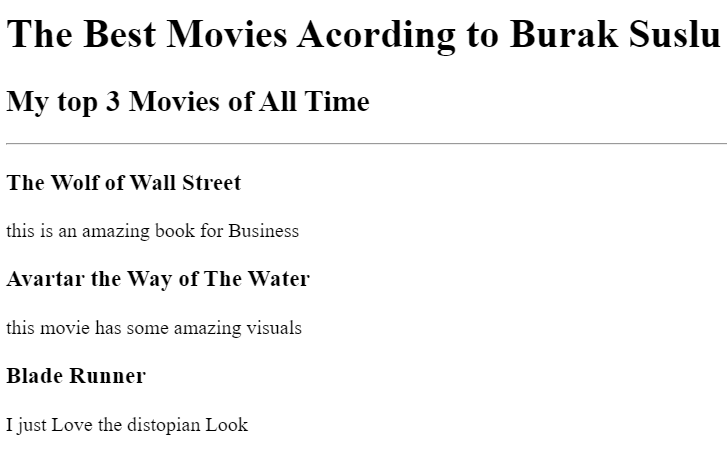 The Best Movies Acording to Burak Suslu
My top 3 Movies of All Time
The Wolf of Wall Street
this is an amazing book for Business
Avartar the Way of The Water
this movie has some amazing visuals
Blade Runner
I just Love the distopian Look